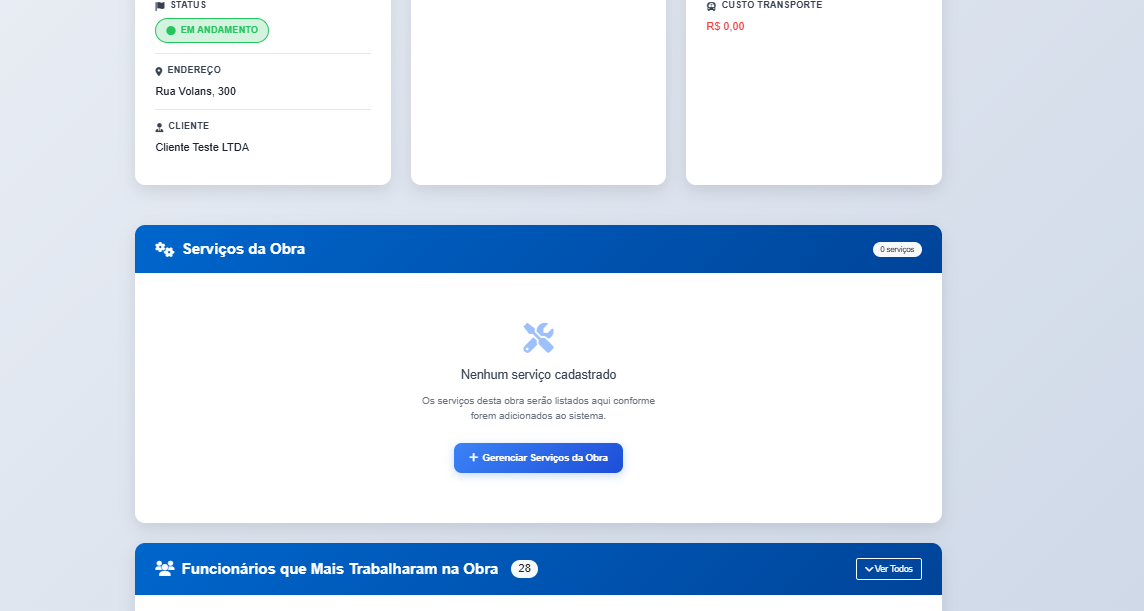 STATUS
EM ANDAMENTO
ENDEREÇO
Rua Volans, 300
CLIENTE
Cliente Teste LTDA
CUSTO TRANSPORTE
R$ 0,00
Serviços da Obra
0 serviços
Nenhum serviço cadastrado
Os serviços desta obra serão listados aqui conforme
forem adicionados ao sistema.
+ Gerenciar Serviços da Obra
Funcionários que Mais Trabalharam na Obra 28
Ver Todos